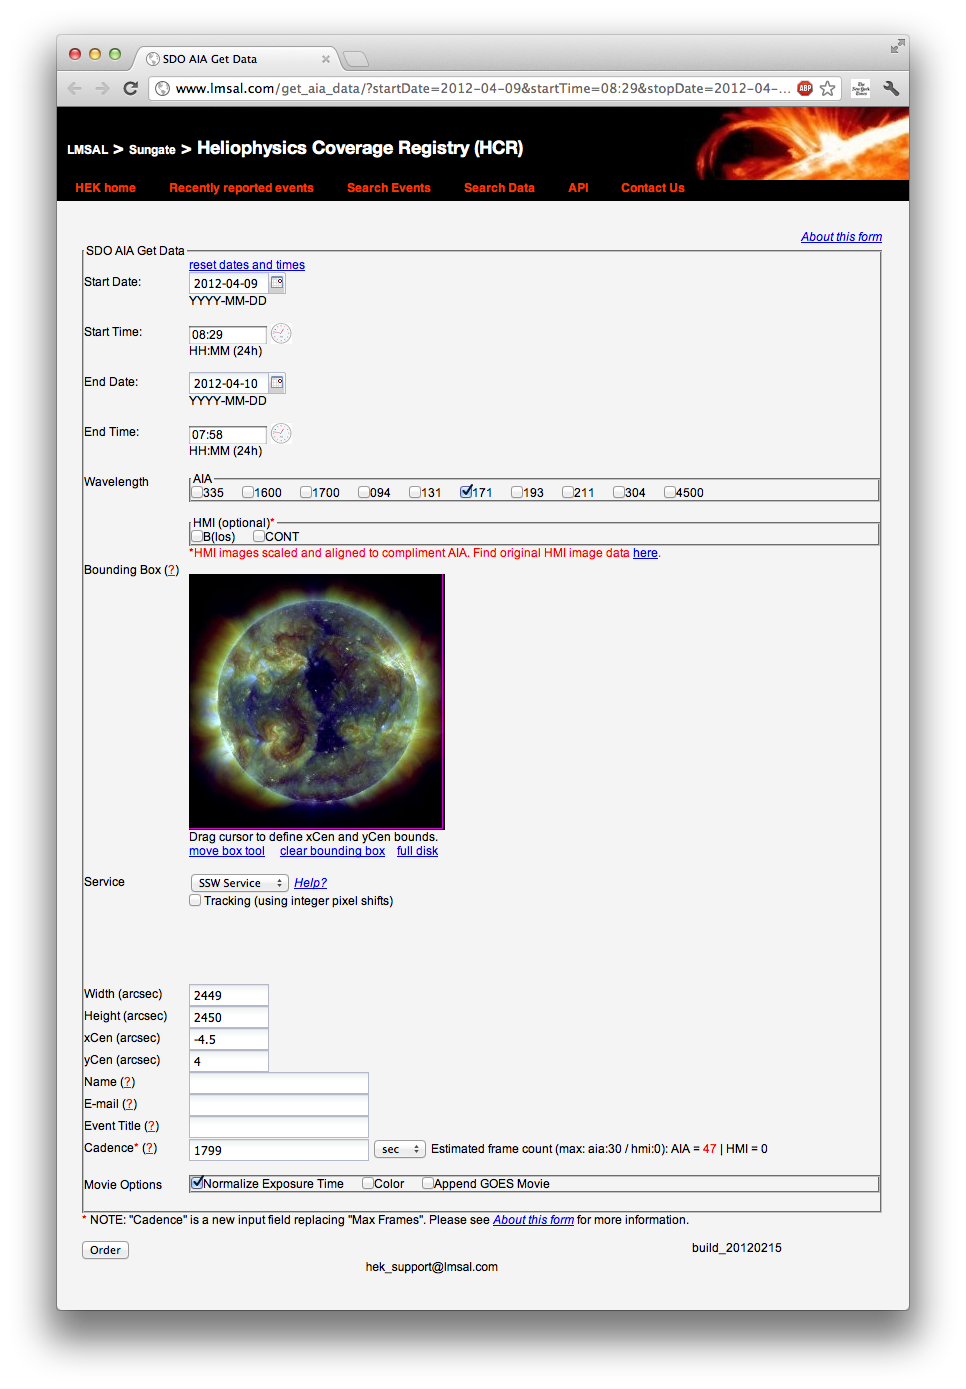 SDO AIA Get Data
www.lmsal.com/get_aia_data/?startDate=2012-04-09&startTime=08:29&stopDate=2012-04-...
ABP
The New York Times
LMSAL > Sungate > Heliophysics Coverage Registry (HCR)
HEK home Recently reported events Search Events Search Data API Contact Us
About this form
SDO AIA Get Data
reset dates and times
Start Date: 2012-04-09
YYYY-MM-DD
Start Time: 08:29
HH:MM (24h)
End Date: 2012-04-10
YYYY-MM-DD
End Time: 07:58
HH:MM (24h)
Wavelength AIA
335 1600 1700 094 131 171 193 211 304 4500
HMI (optional)*
B(los) CONT
*HMI images scaled and aligned to compliment AIA. Find original HMI image data here.
Bounding Box (?)
Drag cursor to define xCen and yCen bounds.
move box tool clear bounding box full disk
Service SSW Service Help?
Tracking (using integer pixel shifts)
Width (arcsec) 2449
Height (arcsec) 2450
xCen (arcsec) -4.5
yCen (arcsec) 4
Name (?)
E-mail (?)
Event Title (?)
Cadence* (?) 1799 sec Estimated frame count (max: aia:30 / hmi:0): AIA = 47 | HMI = 0
Movie Options Normalize Exposure Time Color Append GOES Movie
* NOTE: "Cadence" is a new input field replacing "Max Frames". Please see About this form for more information.
Order
build_20120215
hek_support@lmsal.com